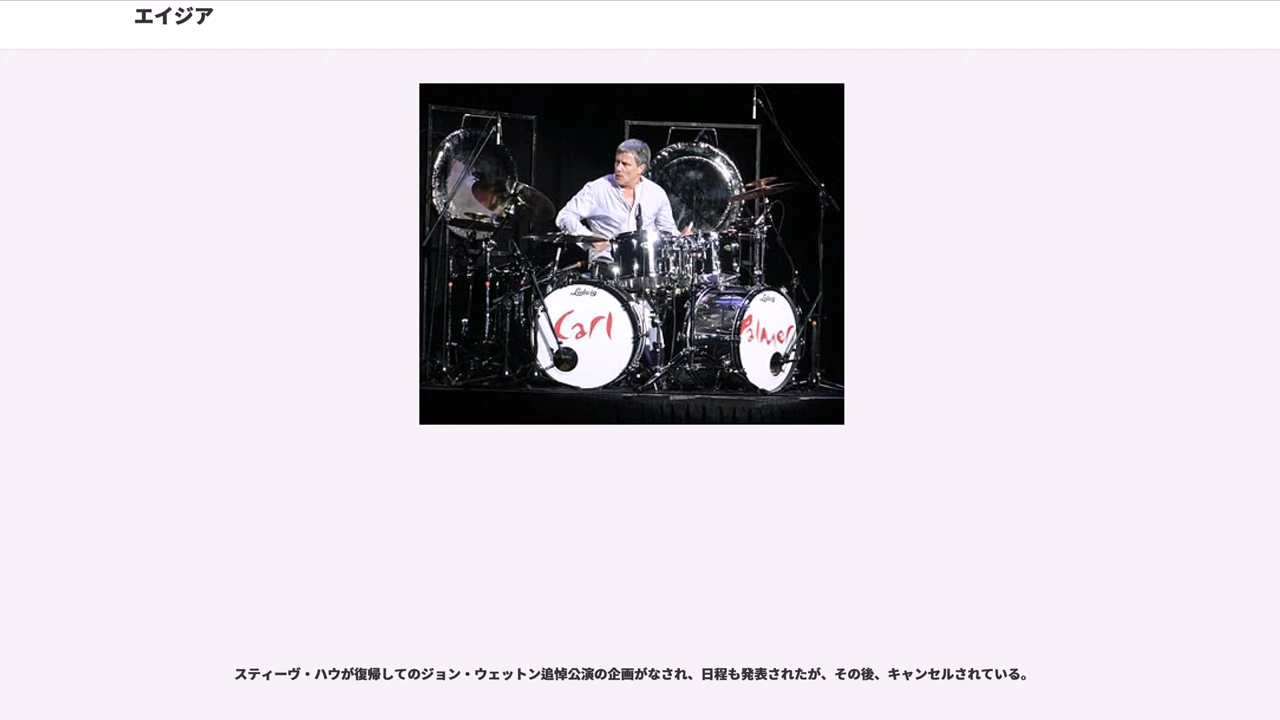 エイジア
Ludwig
Ludwig
Carl
Palmer
スティーヴ・ハウが復帰してのジョン・ウェットン追悼公演の企画がなされ、日程も発表されたが、その後、キャンセルされている。